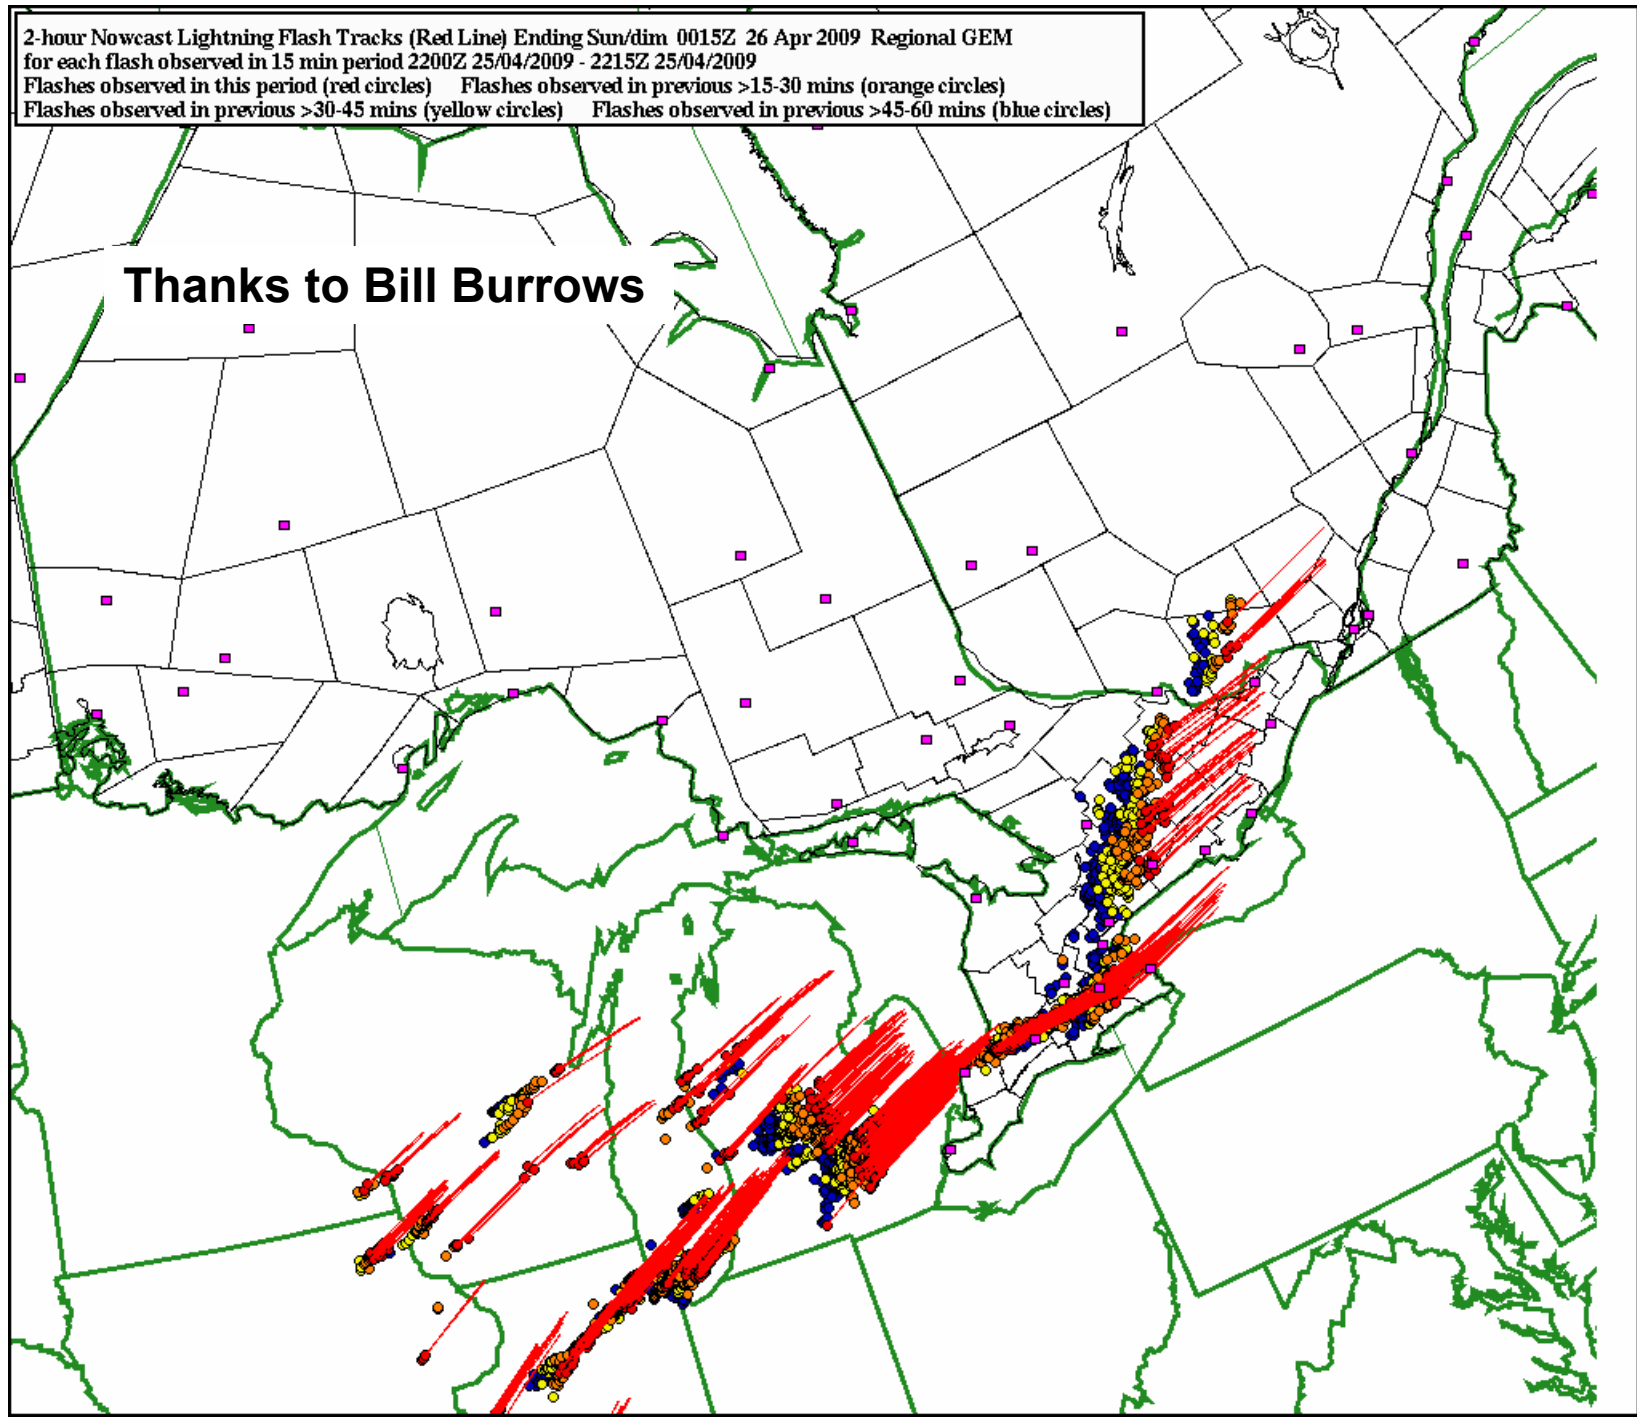 2-hour Nowcast Lightning Flash Tracks (Red Line) Ending Sun/dim 0015Z 26 Apr 2009 Regional GEM
for each flash observed in 15 min period 2200Z 25/04/2009 - 2215Z 25/04/2009
Flashes observed in this period (red circles) Flashes observed in previous >15-30 mins (orange circles)
Flashes observed in previous >30-45 mins (yellow circles) Flashes observed in previous >45-60 mins (blue circles)
Thanks to Bill Burrows